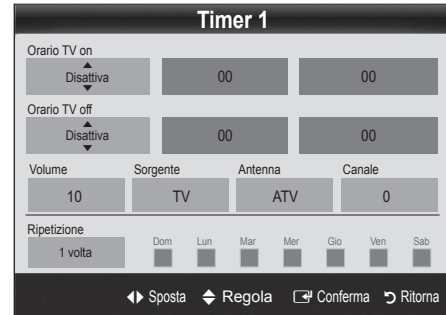 Timer 1
Orario TV on
Disattiva 00 00
Orario TV off
Disattiva 00 00
Volume Sorgente Antenna Canale
10 TV ATV 0
Ripetizione
1 volta Dom Lun Mar Mer Gio Ven Sab
Sposta Regola Conferma Ritorna